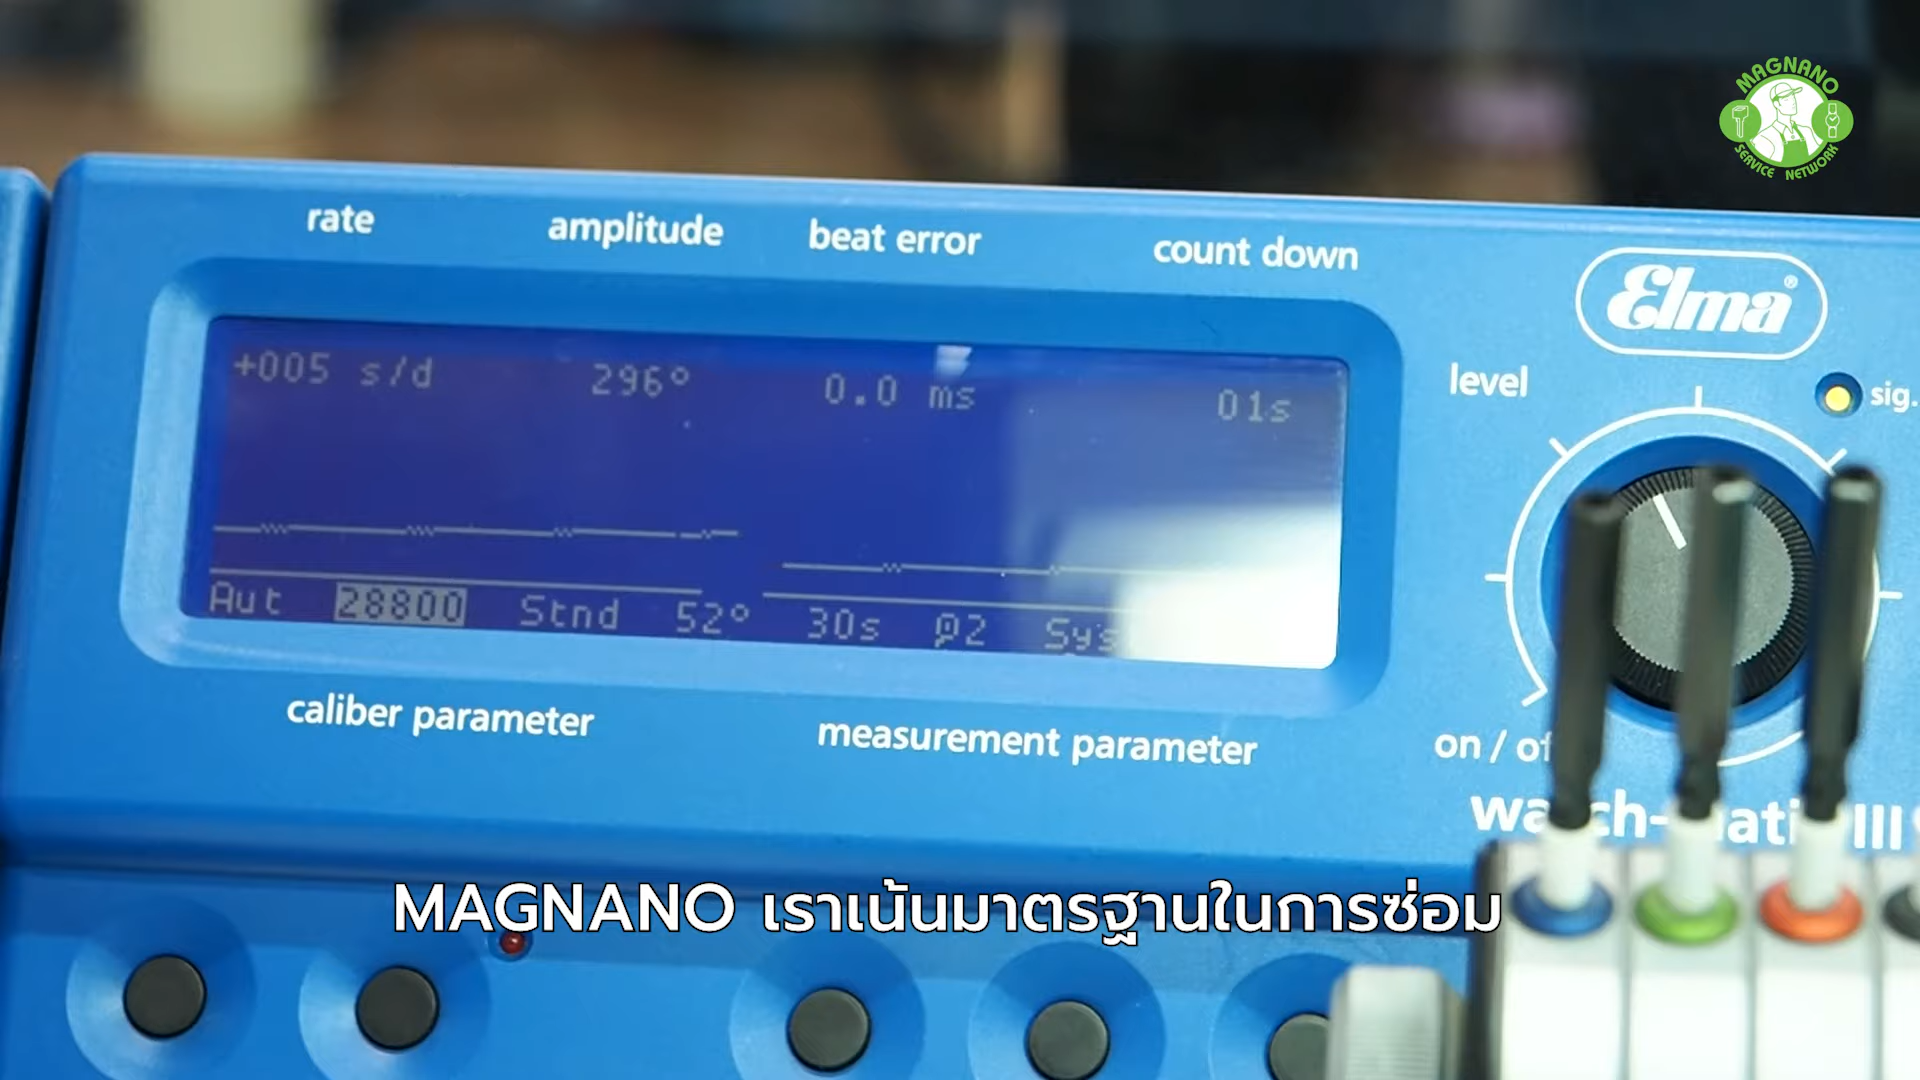 MAGNANO
SERVICE NETWORK
rate amplitude beat error count down
Elma®
+005 s/d 296° 0.0 ms 01s
level
sig.
Aut 28800 Stnd 52° 30s 02 Sys
caliber parameter measurement parameter
on / of
III
MAGNANO เราเน้นมาตรฐานในการซ่อม